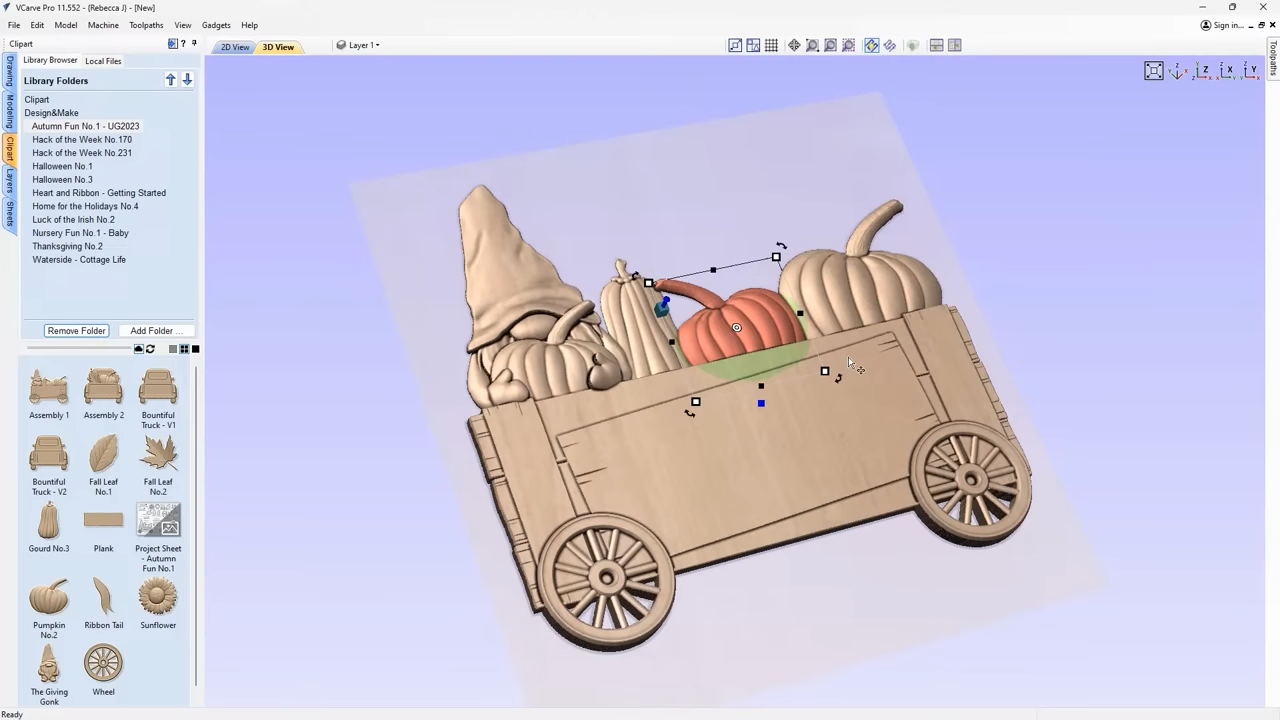 VCarve Pro 11.552 - {Rebecca J} - [New]
File Edit Model Machine Toolpaths View Gadgets Help
Sign in...
Clipart
2D View 3D View Layer 1
Library Browser Local Files
Library Folders
Clipart
Design&Make
Autumn Fun No.1 - UG2023
Hack of the Week No.170
Hack of the Week No.231
Halloween No.1
Halloween No.3
Heart and Ribbon - Getting Started
Home for the Holidays No.4
Luck of the Irish No.2
Nursery Fun No.1 - Baby
Thanksgiving No.2
Waterside - Cottage Life
Remove Folder Add Folder ...
Drawing
Modeling
Clipart
Layers
Sheets
Toolpaths
Assembly 1 Assembly 2 Bountiful
Truck - V1
Bountiful Fall Leaf Fall Leaf
Truck - V2 No.1 No.2
Gourd No.3 Plank Project Sheet
- Autumn
Fun No.1
Pumpkin Ribbon Tail Sunflower
No.2
The Giving Wheel
Gonk
Z X Y
Ready